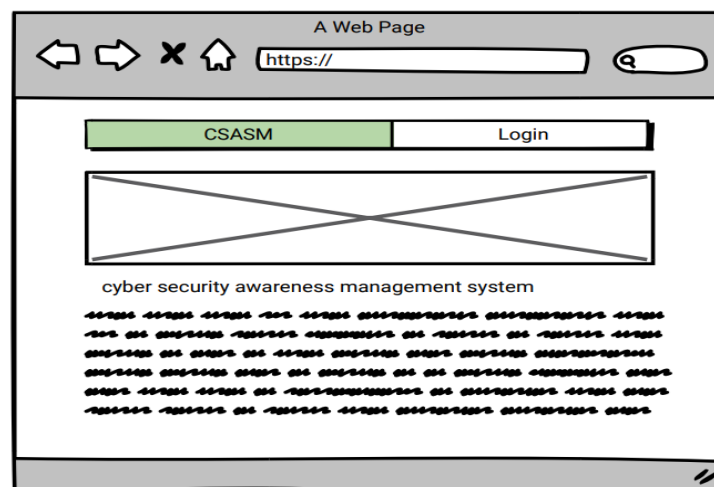 A Web Page
https://
CSASM
Login
cyber security awareness management system